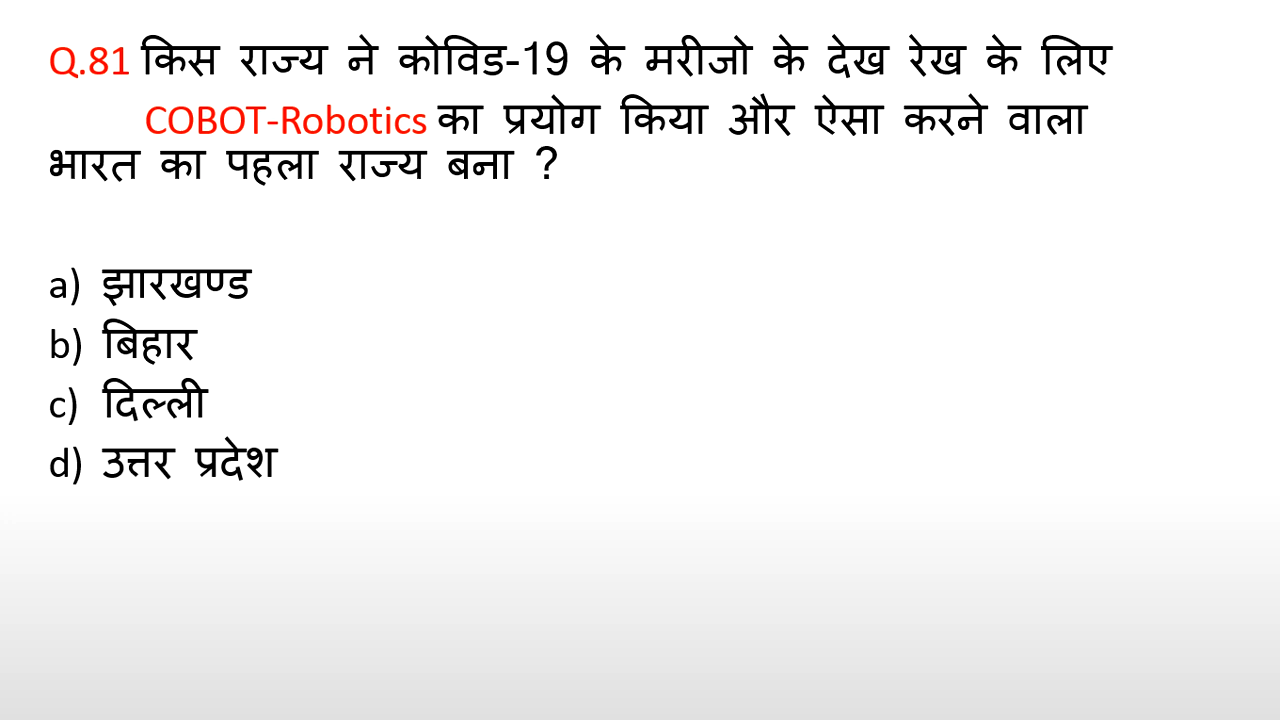 Q.81 किस राज्य ने कोविड-19 के मरीजो के देख रेख के लिए
COBOT-Robotics का प्रयोग किया और ऐसा करने वाला
भारत का पहला राज्य बना ?
a) झारखण्ड
b) बिहार
c) दिल्ली
d) उत्तर प्रदेश